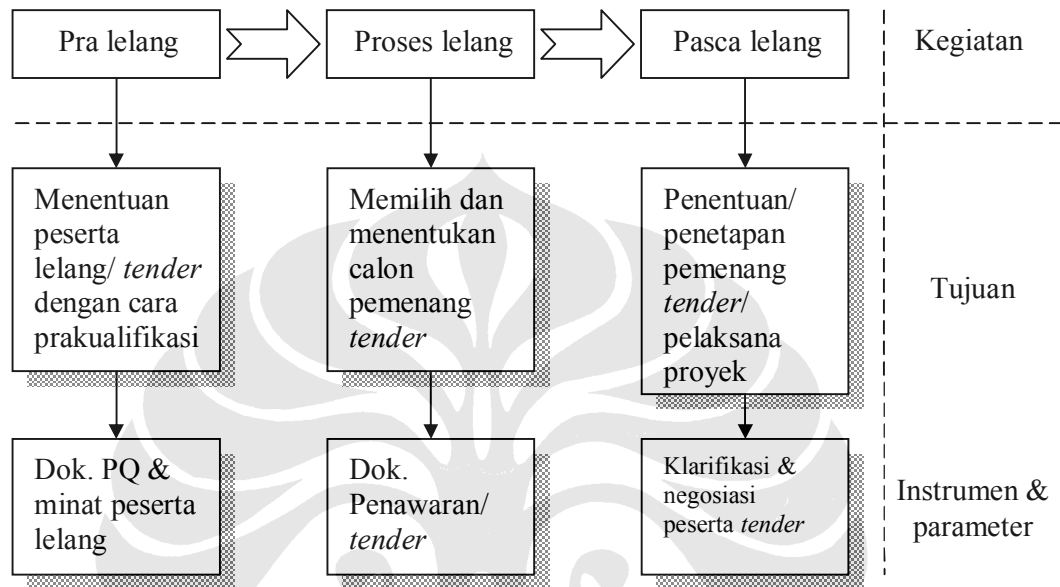 Pra lelang
Proses lelang
Pasca lelang
Kegiatan
Menentuan
peserta
lelang/ tender
dengan cara
prakualifikasi
Memilih dan
menentukan
calon
pemenang
tender
Penentuan/
penetapan
pemenang
tender/
pelaksana
proyek
Tujuan
Dok. PQ &
minat peserta
lelang
Dok.
Penawaran/
tender
Klarifikasi &
negosiasi
peserta tender
Instrumen &
parameter